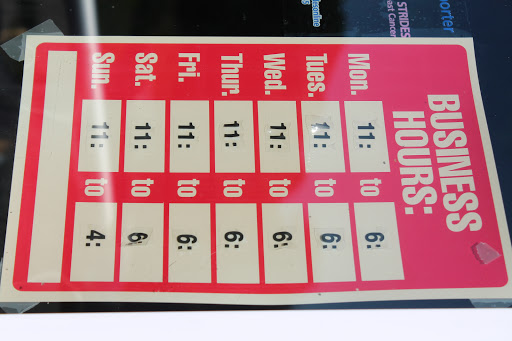 BUSINESS
HOURS:
Mon. 11: to 6:
Tues. 11: to 6:
Wed. 11: to 6:
Thur. 11: to 6:
Fri. 11: to 6:
Sat. 11: to 6:
Sun. 11: to 4:
STRIDES